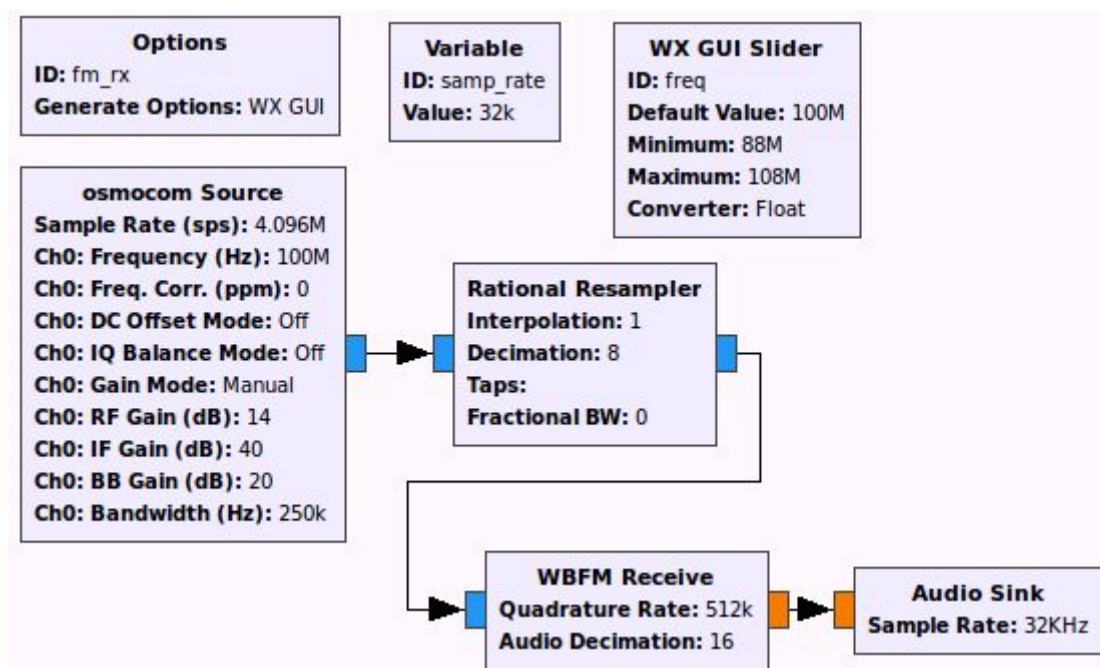 Options
ID: fm_rx
Generate Options: WX GUI
Variable
ID: samp_rate
Value: 32k
WX GUI Slider
ID: freq
Default Value: 100M
Minimum: 88M
Maximum: 108M
Converter: Float
osmocom Source
Sample Rate (sps): 4.096M
Ch0: Frequency (Hz): 100M
Ch0: Freq. Corr. (ppm): 0
Ch0: DC Offset Mode: Off
Ch0: IQ Balance Mode: Off
Ch0: Gain Mode: Manual
Ch0: RF Gain (dB): 14
Ch0: IF Gain (dB): 40
Ch0: BB Gain (dB): 20
Ch0: Bandwidth (Hz): 250k
Rational Resampler
Interpolation: 1
Decimation: 8
Taps:
Fractional BW: 0
WBFM Receive
Quadrature Rate: 512k
Audio Decimation: 16
Audio Sink
Sample Rate: 32KHz